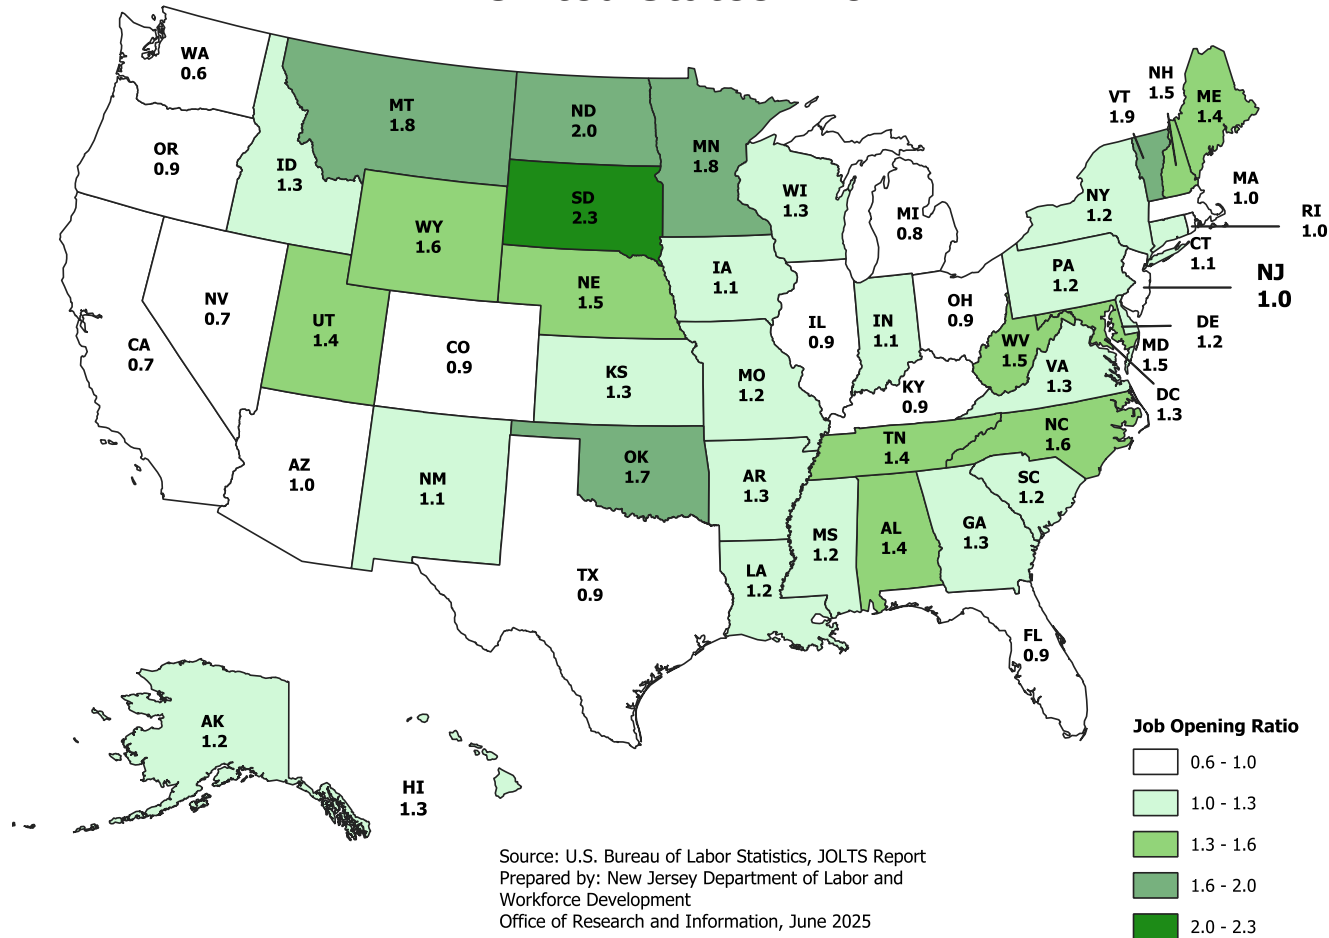 WA
0.6
OR
0.9
ID
1.3
MT
1.8
ND
2.0
MN
1.8
WI
1.3
MI
0.8
SD
2.3
WY
1.6
NE
1.5
IA
1.1
NV
0.7
CA
0.7
UT
1.4
CO
0.9
KS
1.3
MO
1.2
IL
0.9
IN
1.1
OH
0.9
KY
0.9
WV
1.5
VA
1.3
PA
1.2
NY
1.2
VT
1.9
NH
1.5
ME
1.4
MA
1.0
RI
1.0
CT
1.1
NJ
1.0
DE
1.2
MD
1.5
DC
1.3
TN
1.4
NC
1.6
SC
1.2
GA
1.3
AL
1.4
MS
1.2
AR
1.3
LA
1.2
OK
1.7
TX
0.9
NM
1.1
AZ
1.0
FL
0.9
AK
1.2
HI
1.3
Job Opening Ratio
0.6 - 1.0
1.0 - 1.3
1.3 - 1.6
1.6 - 2.0
2.0 - 2.3
Source: U.S. Bureau of Labor Statistics, JOLTS Report
Prepared by: New Jersey Department of Labor and
Workforce Development
Office of Research and Information, June 2025